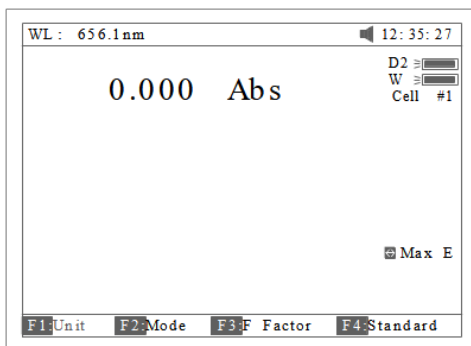 WL: 656.1nm 12:35:27
D2
W
0.000 Abs
Cell #1
Max E
F1:Unit F2:Mode F3:F Factor F4:Standard